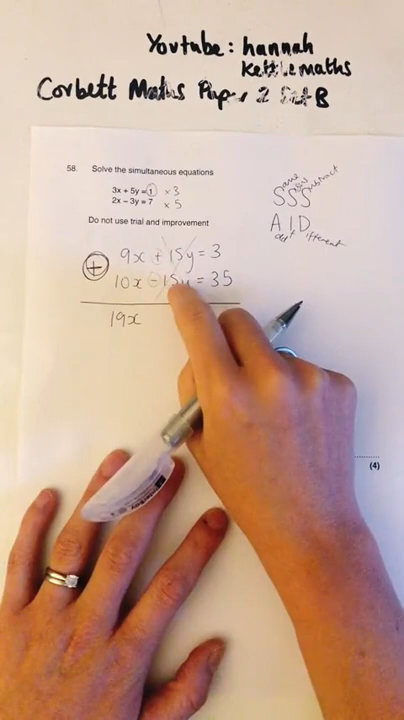 Youtube: hannah
kettlemaths
Corbett Maths Paper 2 Set B
58. Solve the simultaneous equations
3x + 5y = 1 ×3
2x – 3y = 7 ×5
Do not use trial and improvement
SSS
same sign subtract
AID
add if different
+
9x + 15y = 3
10x - 15y = 35
19x
(4)